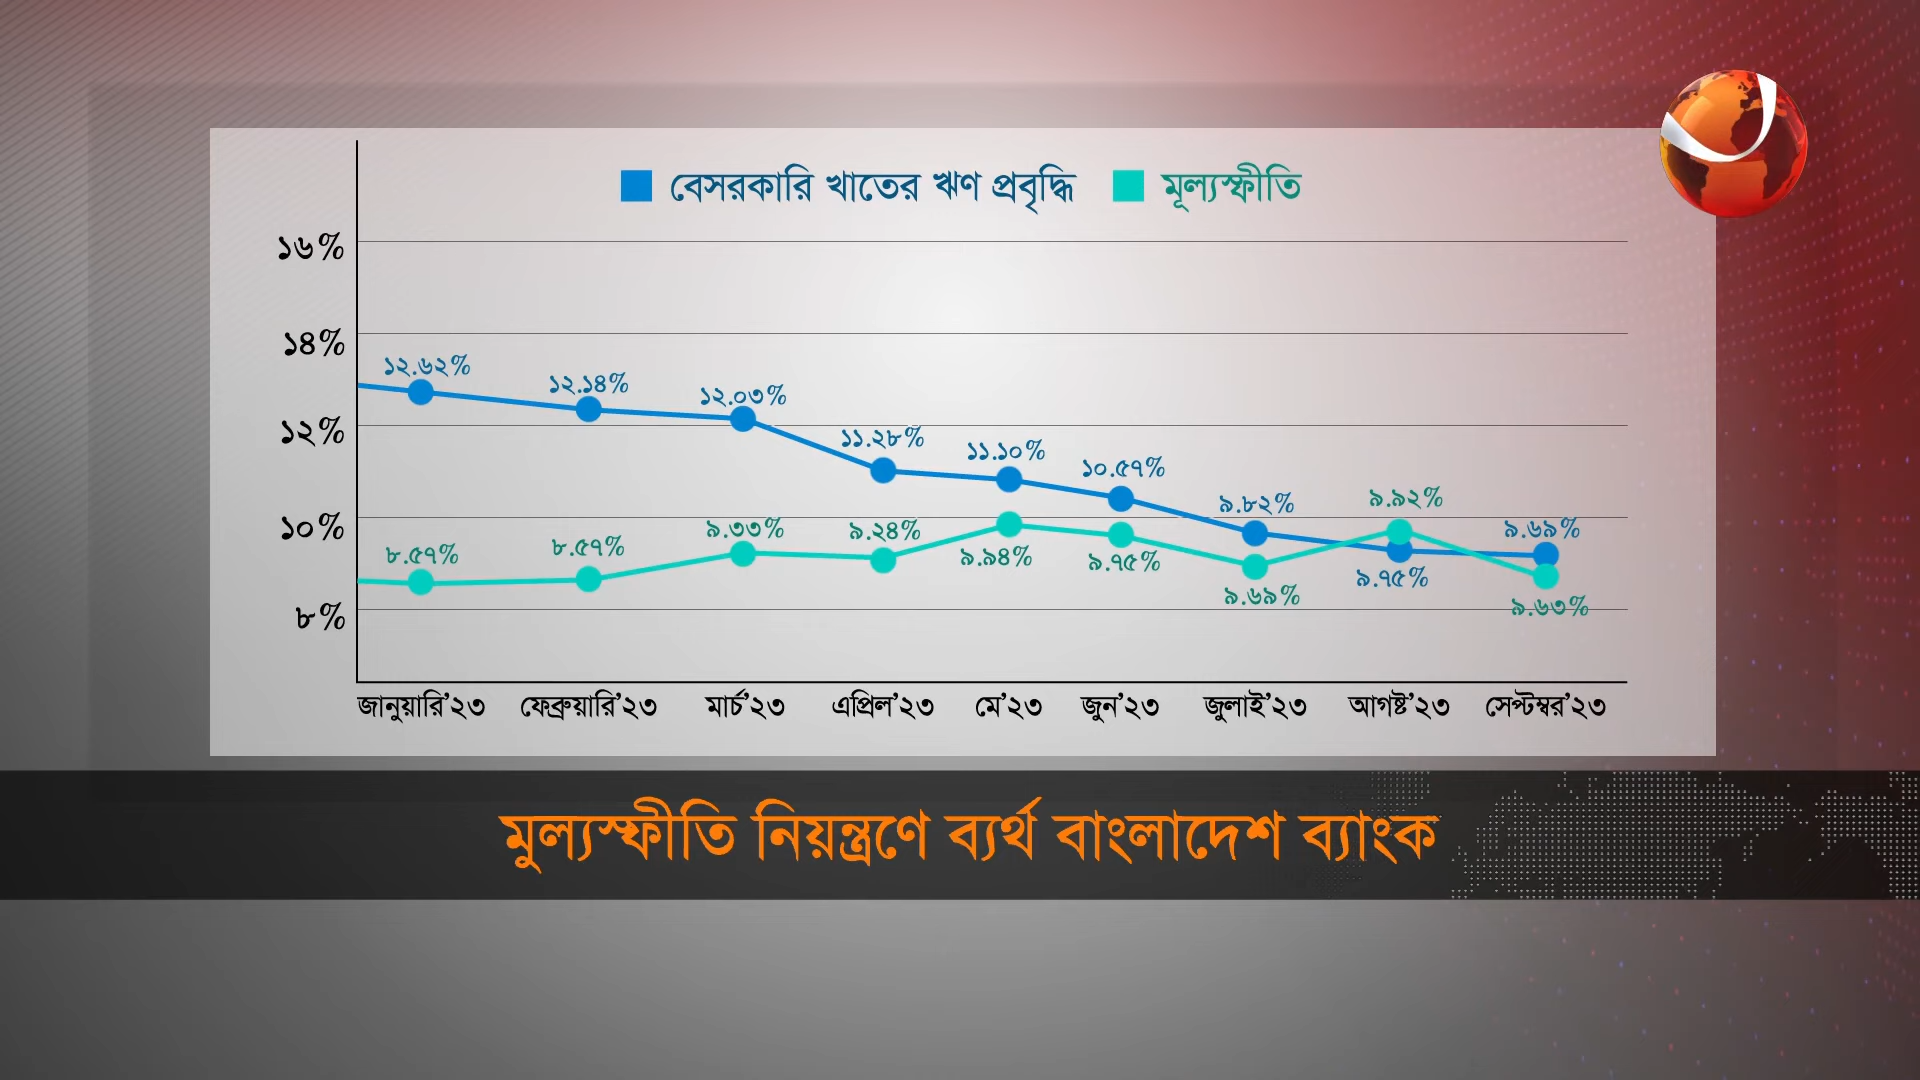 বেসরকারি খাতের ঋণ প্রবৃদ্ধি মূল্যস্ফীতি
১৬%
১৪%
১২%
১০%
৮%
১২.৬২% ১২.১৪% ১২.০৩% ১১.২৮% ১১.১০% ১০.৫৭% ৯.৮২% ৯.৭৫% ৯.৬৯%
৮.৫৭% ৮.৫৭% ৯.৩৩% ৯.২৪% ৯.৯৪% ৯.৭৫% ৯.৬৯% ৯.৯২% ৯.৬৩%
জানুয়ারি’২৩ ফেব্রুয়ারি’২৩ মার্চ’২৩ এপ্রিল’২৩ মে’২৩ জুন’২৩ জুলাই’২৩ আগষ্ট’২৩ সেপ্টম্বর’২৩
মুল্যস্ফীতি নিয়ন্ত্রণে ব্যর্থ বাংলাদেশ ব্যাংক